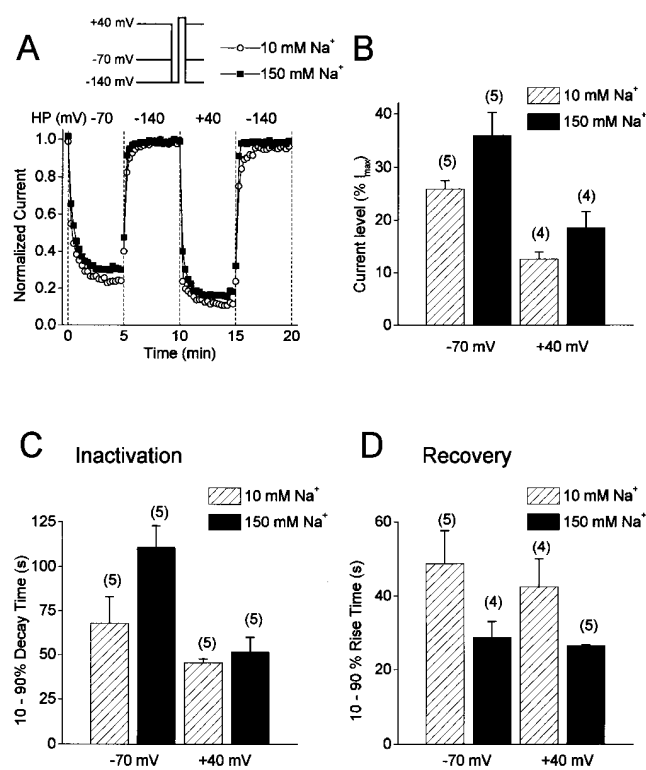 A
+40 mV
-70 mV
-140 mV
10 mM Na+
150 mM Na+
HP (mV) -70 -140 +40 -140
1.0
0.8
0.6
0.4
0.2
0.0
Normalized Current
0 5 10 15 20
Time (min)
B
10 mM Na+
150 mM Na+
40
30
20
10
0
Current level (% Imax)
(5)
(5)
(4)
(4)
-70 mV +40 mV
C Inactivation
10 mM Na+
150 mM Na+
125
100
75
50
25
0
10 - 90% Decay Time (s)
(5)
(5)
(5)
(5)
-70 mV +40 mV
D Recovery
10 mM Na+
150 mM Na+
60
40
20
0
10 - 90 % Rise Time (s)
(5)
(4)
(4)
(5)
-70 mV +40 mV